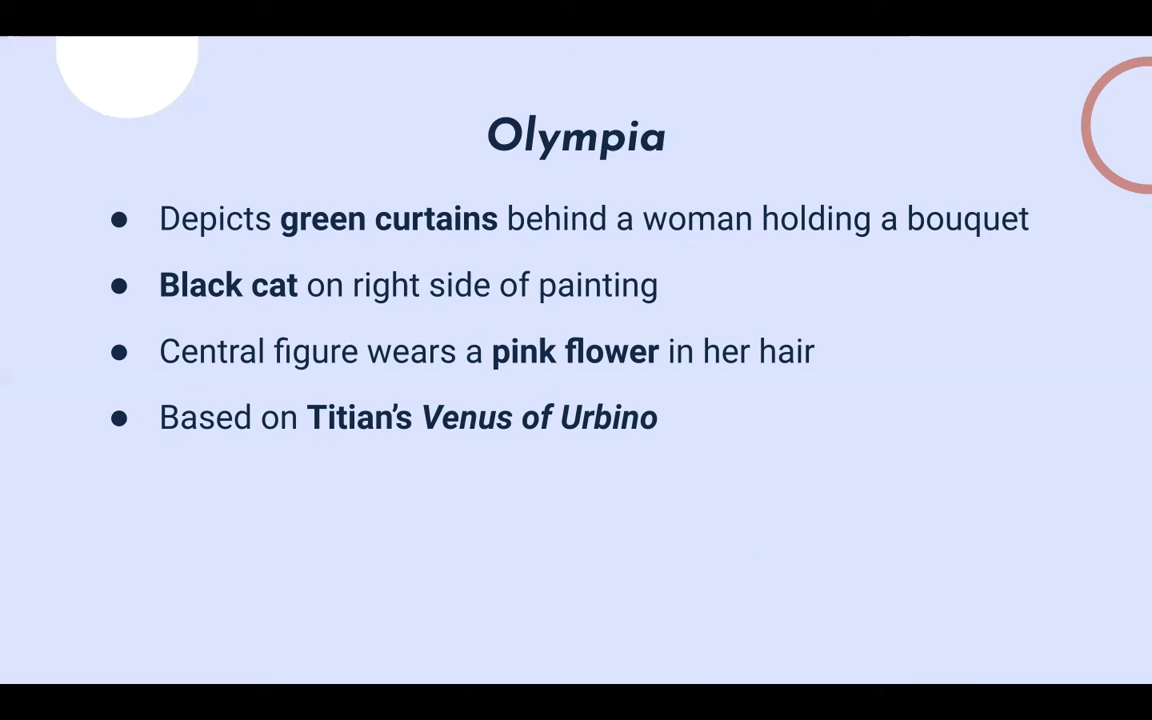 Olympia
● Depicts green curtains behind a woman holding a bouquet
● Black cat on right side of painting
● Central figure wears a pink flower in her hair
● Based on Titian’s Venus of Urbino